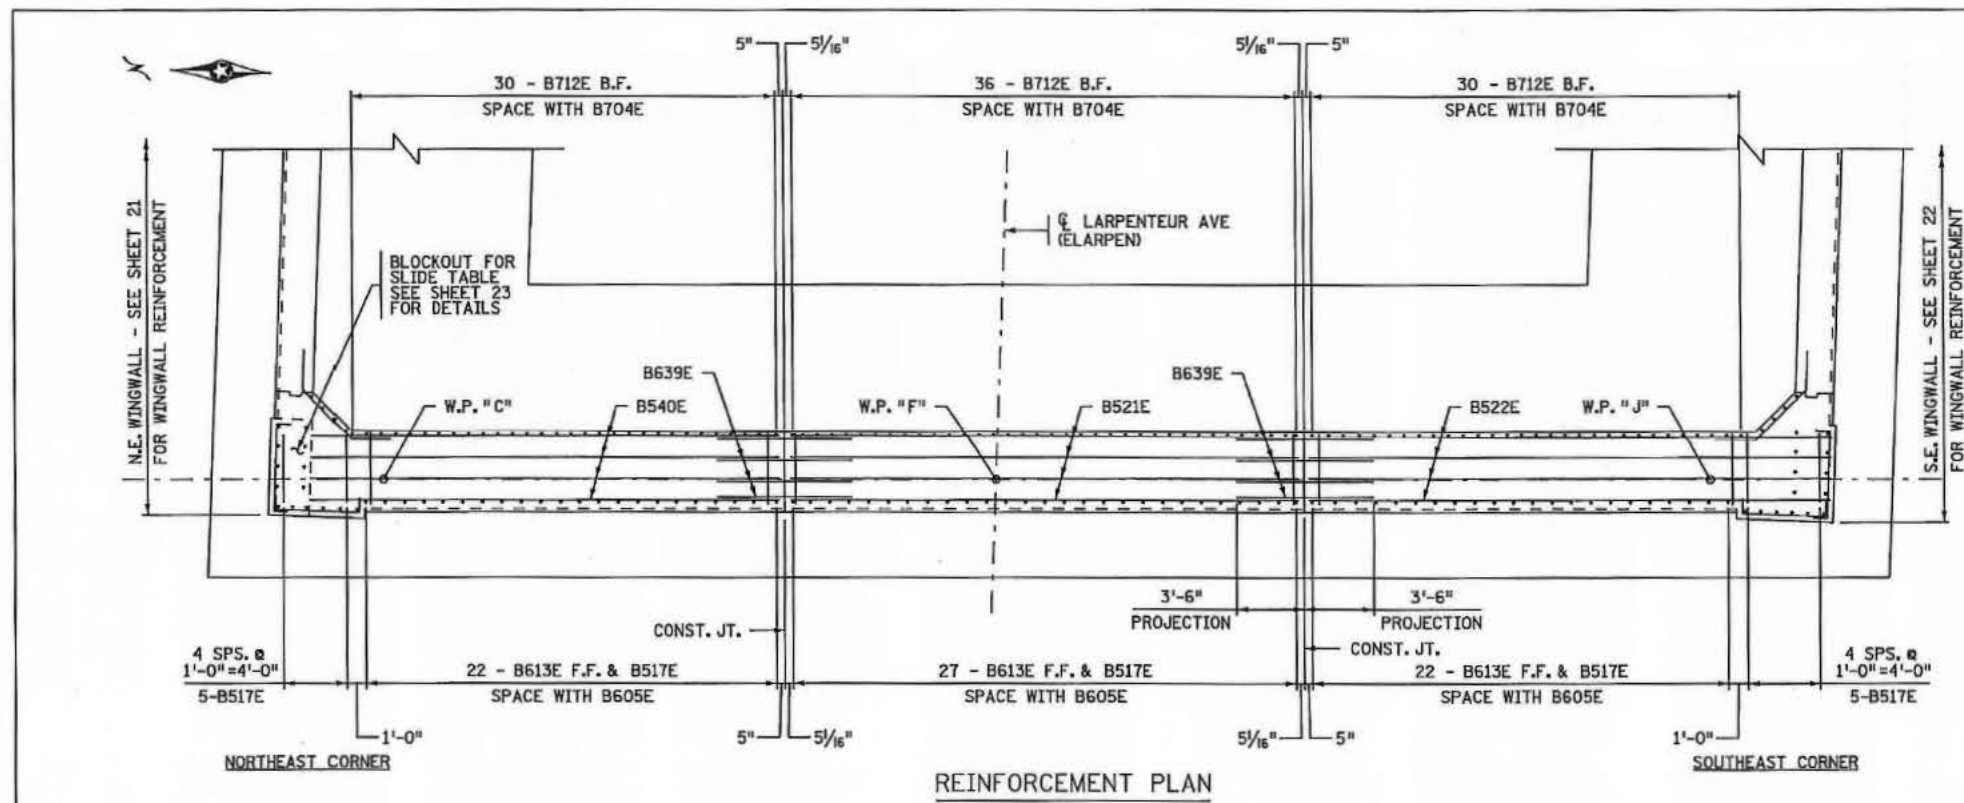 5" 5 1/16" 5 1/16" 5"
30 - B712E B.F. 36 - B712E B.F. 30 - B712E B.F.
SPACE WITH B704E SPACE WITH B704E SPACE WITH B704E
N.E. WINGWALL - SEE SHEET 21
FOR WINGWALL REINFORCEMENT
BLOCKOUT FOR
SLIDE TABLE
SEE SHEET 23
FOR DETAILS
℄ LARPENTEUR AVE
(ELARPEN)
S.E. WINGWALL - SEE SHEET 22
FOR WINGWALL REINFORCEMENT
B639E B639E
W.P. "C" B540E W.P. "F" B521E B522E W.P. "J"
3'-6" 3'-6"
PROJECTION PROJECTION
CONST. JT. CONST. JT.
4 SPS. @
1'-0"=4'-0"
5-B517E
22 - B613E F.F. & B517E 27 - B613E F.F. & B517E 22 - B613E F.F. & B517E
SPACE WITH B605E SPACE WITH B605E SPACE WITH B605E
4 SPS. @
1'-0"=4'-0"
5-B517E
1'-0" 5" 5 1/16" 5 1/16" 5" 1'-0"
NORTHEAST CORNER SOUTHEAST CORNER
REINFORCEMENT PLAN